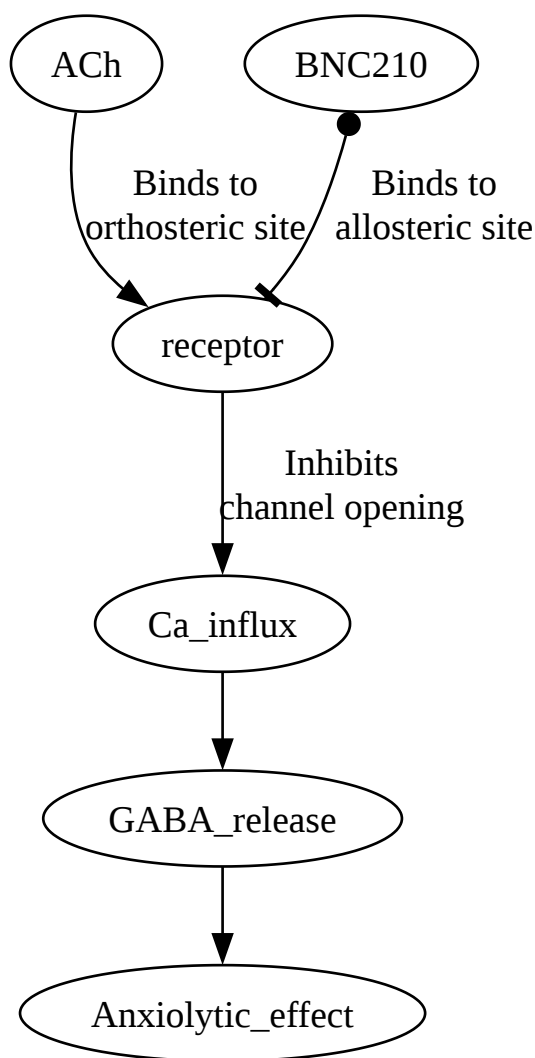 ACh
BNC210
Binds to
orthosteric site
Binds to
allosteric site
receptor
Inhibits
channel opening
Ca_influx
GABA_release
Anxiolytic_effect